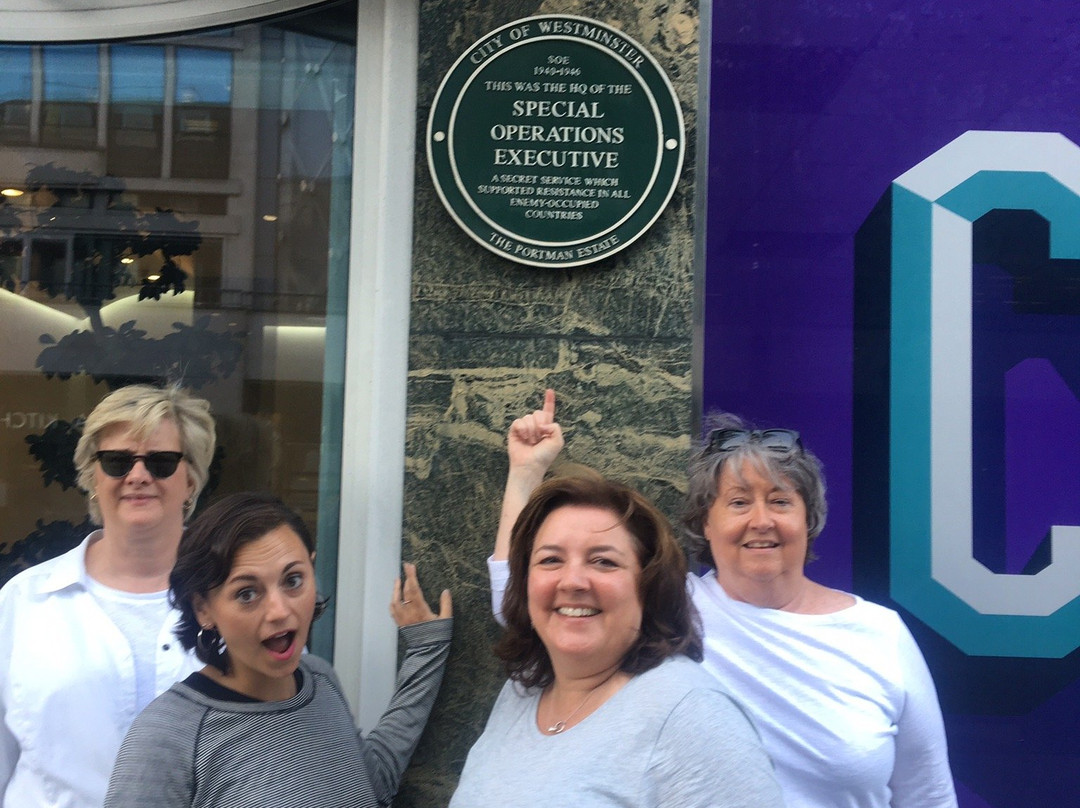 CITY OF WESTMINSTER
SOE
1940-1946
THIS WAS THE HQ OF THE
SPECIAL
OPERATIONS
EXECUTIVE
A SECRET SERVICE WHICH
SUPPORTED RESISTANCE IN ALL
ENEMY-OCCUPIED
COUNTRIES
THE PORTMAN ESTATE
C